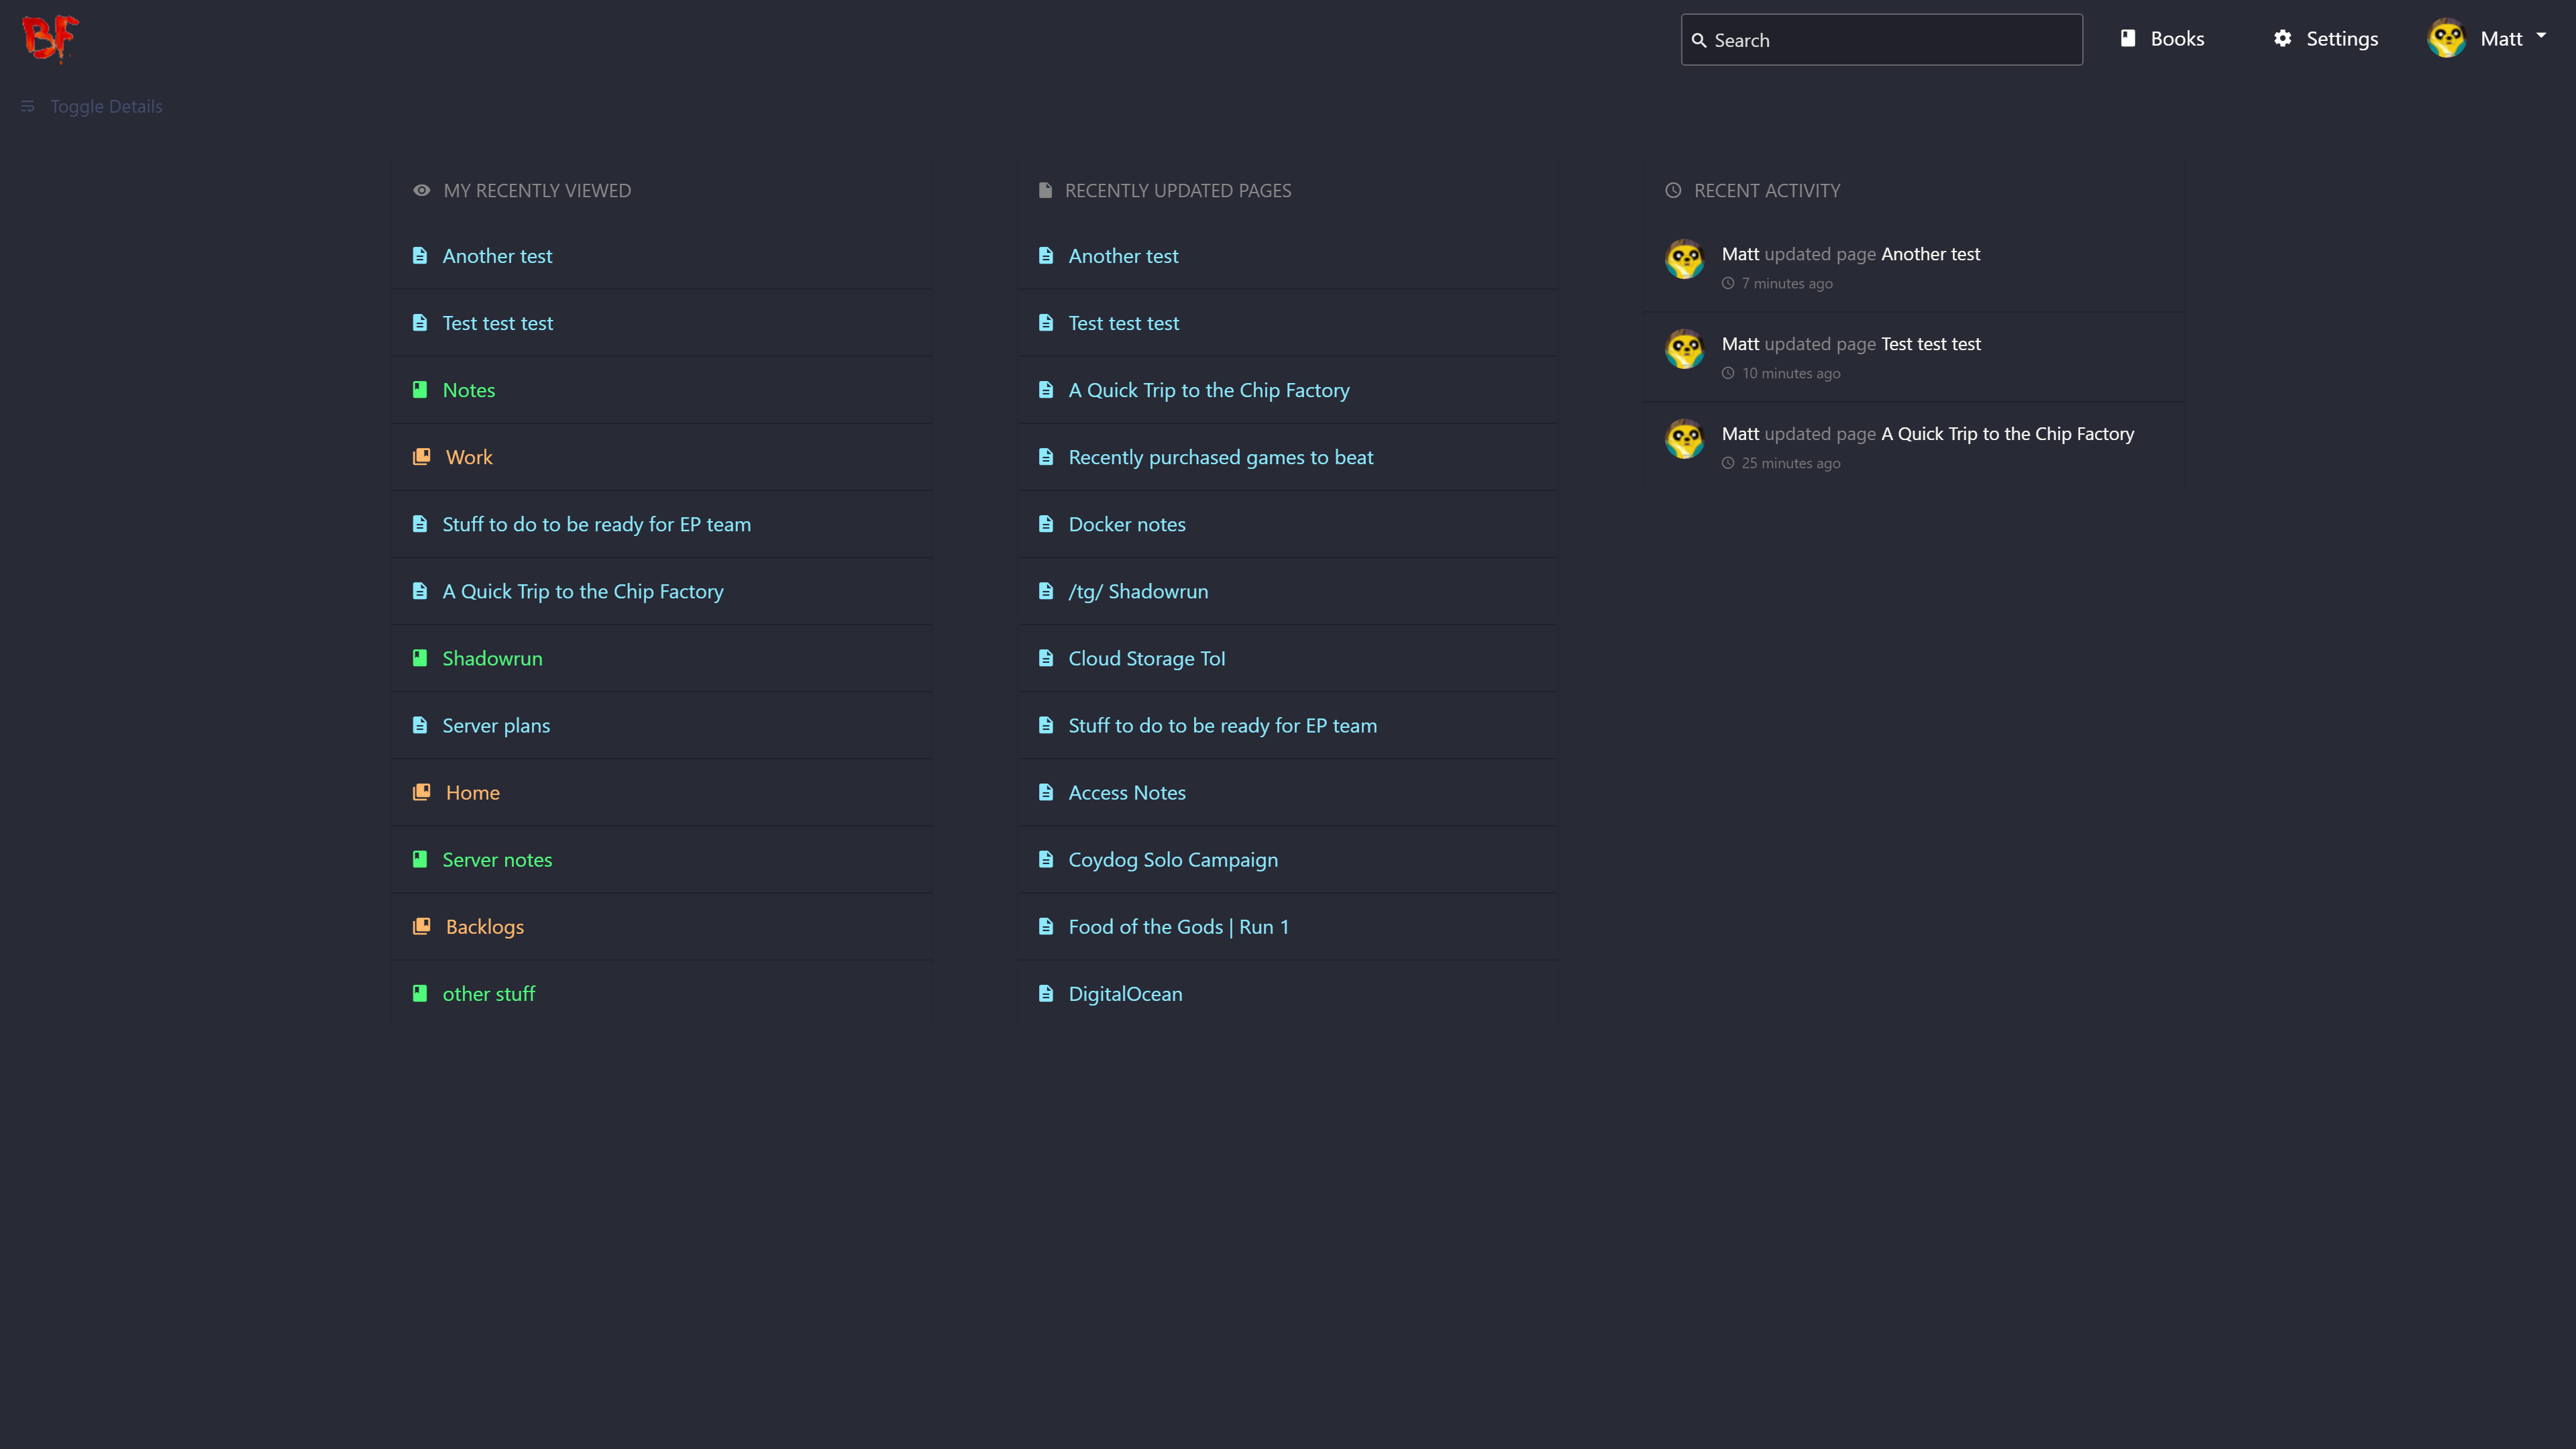 BF
Search
Books
Settings
Matt
Toggle Details
MY RECENTLY VIEWED
Another test
Test test test
Notes
Work
Stuff to do to be ready for EP team
A Quick Trip to the Chip Factory
Shadowrun
Server plans
Home
Server notes
Backlogs
other stuff
RECENTLY UPDATED PAGES
Another test
Test test test
A Quick Trip to the Chip Factory
Recently purchased games to beat
Docker notes
/tg/ Shadowrun
Cloud Storage ToI
Stuff to do to be ready for EP team
Access Notes
Coydog Solo Campaign
Food of the Gods | Run 1
DigitalOcean
RECENT ACTIVITY
Matt updated page Another test
7 minutes ago
Matt updated page Test test test
10 minutes ago
Matt updated page A Quick Trip to the Chip Factory
25 minutes ago